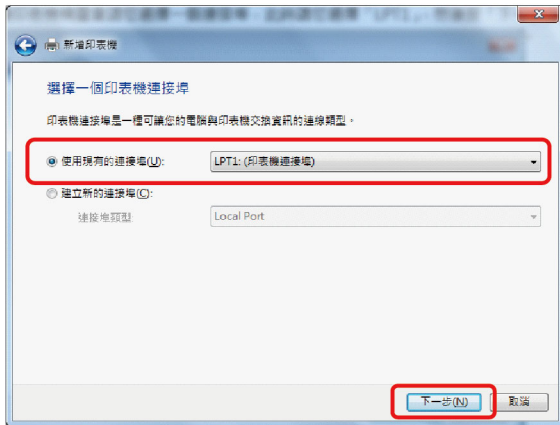 新增印表機
選擇一個印表機連接埠
印表機連接埠是一種可讓您的電腦與印表機交換資訊的連線類型。
使用現有的連接埠(U): LPT1: (印表機連接埠)
建立新的連接埠(C):
連接埠類型: Local Port
下一步(N) 取消